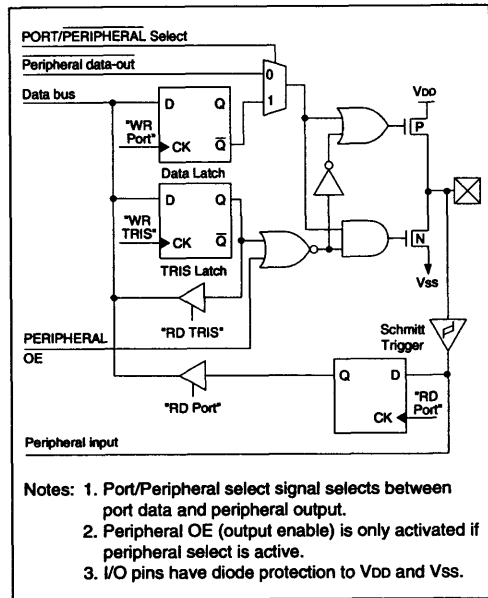 PORT/PERIPHERAL Select
Peripheral data-out
Data bus
0
1
VDD
P
D Q
"WR Port"
CK Q
Data Latch
D Q
"WR TRIS"
CK Q
TRIS Latch
N
Vss
"RD TRIS"
PERIPHERAL OE
Schmitt Trigger
Q D
"RD Port"
CK
"RD Port"
Peripheral input
Notes: 1. Port/Peripheral select signal selects between
port data and peripheral output.
2. Peripheral OE (output enable) is only activated if
peripheral select is active.
3. I/O pins have diode protection to VDD and Vss.